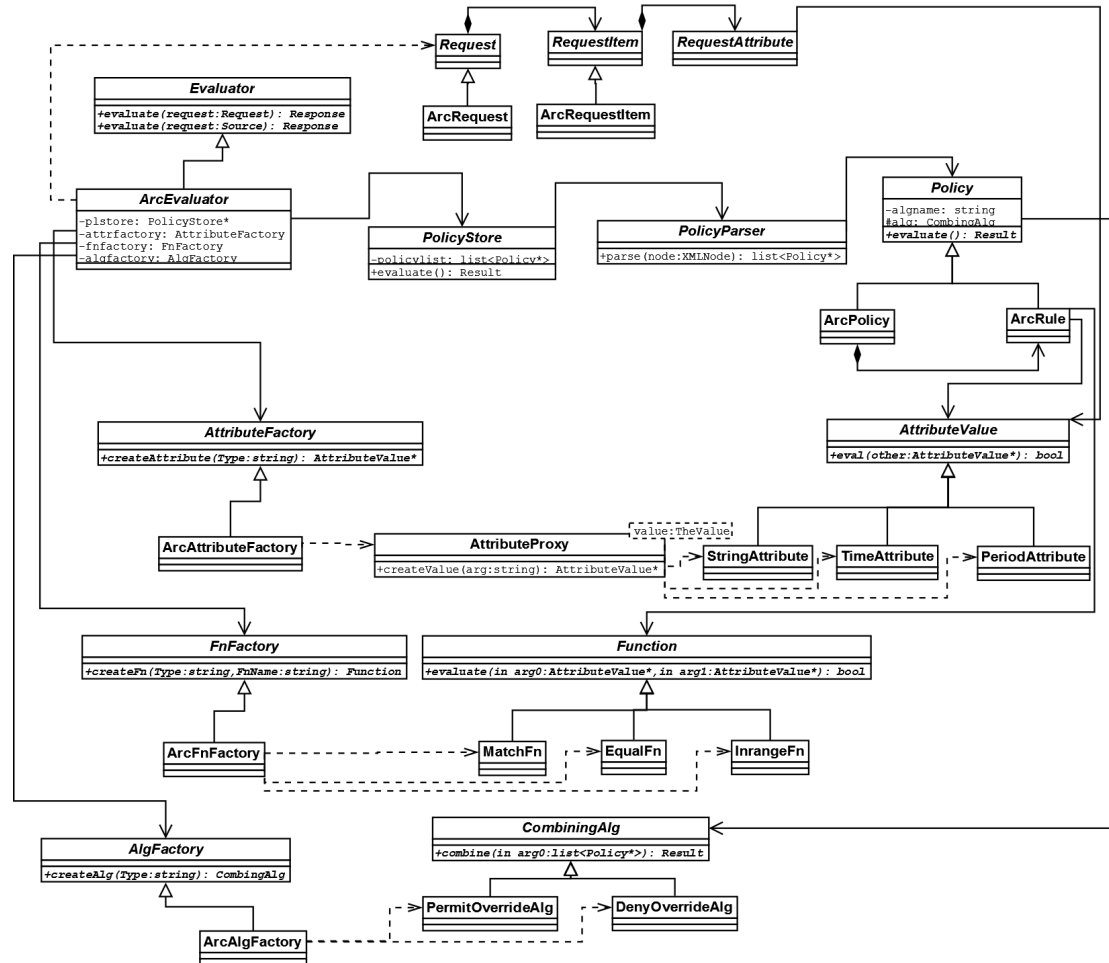 Request
RequestItem
RequestAttribute
Evaluator
+evaluate(request:Request): Response
+evaluate(request:Source): Response
ArcRequest
ArcRequestItem
ArcEvaluator
-plstore: PolicyStore*
-attrfactory: AttributeFactory
-fnfactory: FnFactory
-algfactory: AlgFactory
PolicyStore
-policylist: list<Policy*>
+evaluate(): Result
PolicyParser
+parse(node:XMLNode): list<Policy*>
Policy
-algname: string
#alg: CombingAlg
+evaluate(): Result
ArcPolicy
ArcRule
AttributeFactory
+createAttribute(Type:string): AttributeValue*
AttributeValue
+eval(other:AttributeValue*): bool
ArcAttributeFactory
value:TheValue
AttributeProxy
+createValue(arg:string): AttributeValue*
StringAttribute
TimeAttribute
PeriodAttribute
FnFactory
+createFn(Type:string,FnName:string): Function
Function
+evaluate(in arg0:AttributeValue*,in arg1:AttributeValue*): bool
ArcFnFactory
MatchFn
EqualFn
InrangeFn
AlgFactory
+createAlg(Type:string): CombingAlg
CombiningAlg
+combine(in arg0:list<Policy*>): Result
ArcAlgFactory
PermitOverrideAlg
DenyOverrideAlg